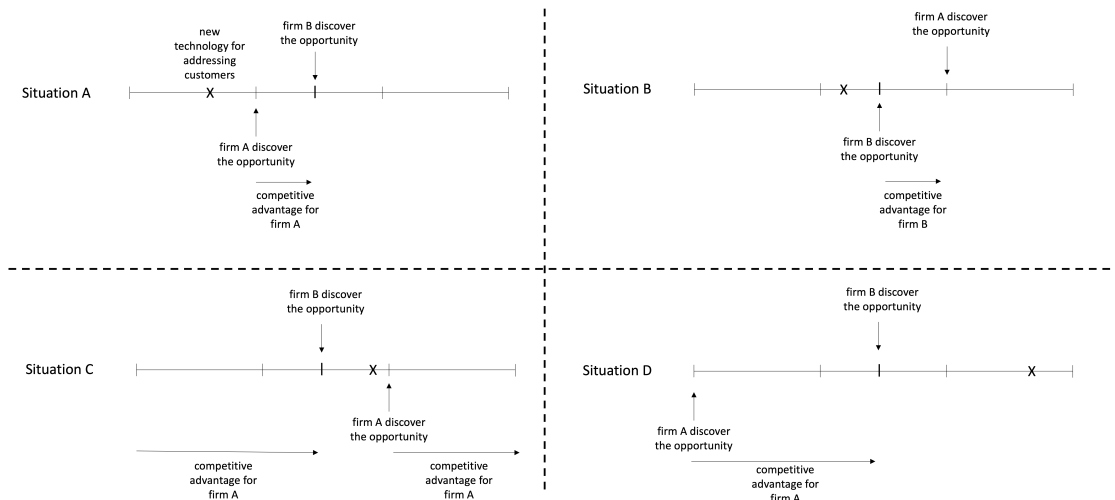 Situation A
new
technology for
addressing
customers
X
firm B discover
the opportunity
firm A discover
the opportunity
competitive
advantage for
firm A
Situation B
firm A discover
the opportunity
X
firm B discover
the opportunity
competitive
advantage for
firm B
Situation C
firm B discover
the opportunity
X
firm A discover
the opportunity
competitive
advantage for
firm A
competitive
advantage for
firm A
Situation D
firm B discover
the opportunity
X
firm A discover
the opportunity
competitive
advantage for
firm A